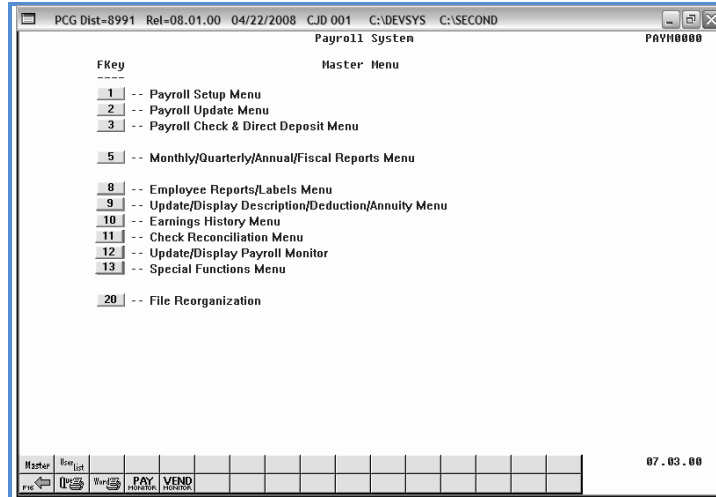 PCG Dist=8991 Rel=08.01.00 04/22/2008 CJD 001 C:\DEVSYS C:\SECOND
Payroll System PAYM0000
FKey Master Menu
----
1 -- Payroll Setup Menu
2 -- Payroll Update Menu
3 -- Payroll Check & Direct Deposit Menu
5 -- Monthly/Quarterly/Annual/Fiscal Reports Menu
8 -- Employee Reports/Labels Menu
9 -- Update/Display Description/Deduction/Annuity Menu
10 -- Earnings History Menu
11 -- Check Reconciliation Menu
12 -- Update/Display Payroll Monitor
13 -- Special Functions Menu
20 -- File Reorganization
Master User List 07.03.00
F16 Que Word PAY MONITOR VEND MONITOR